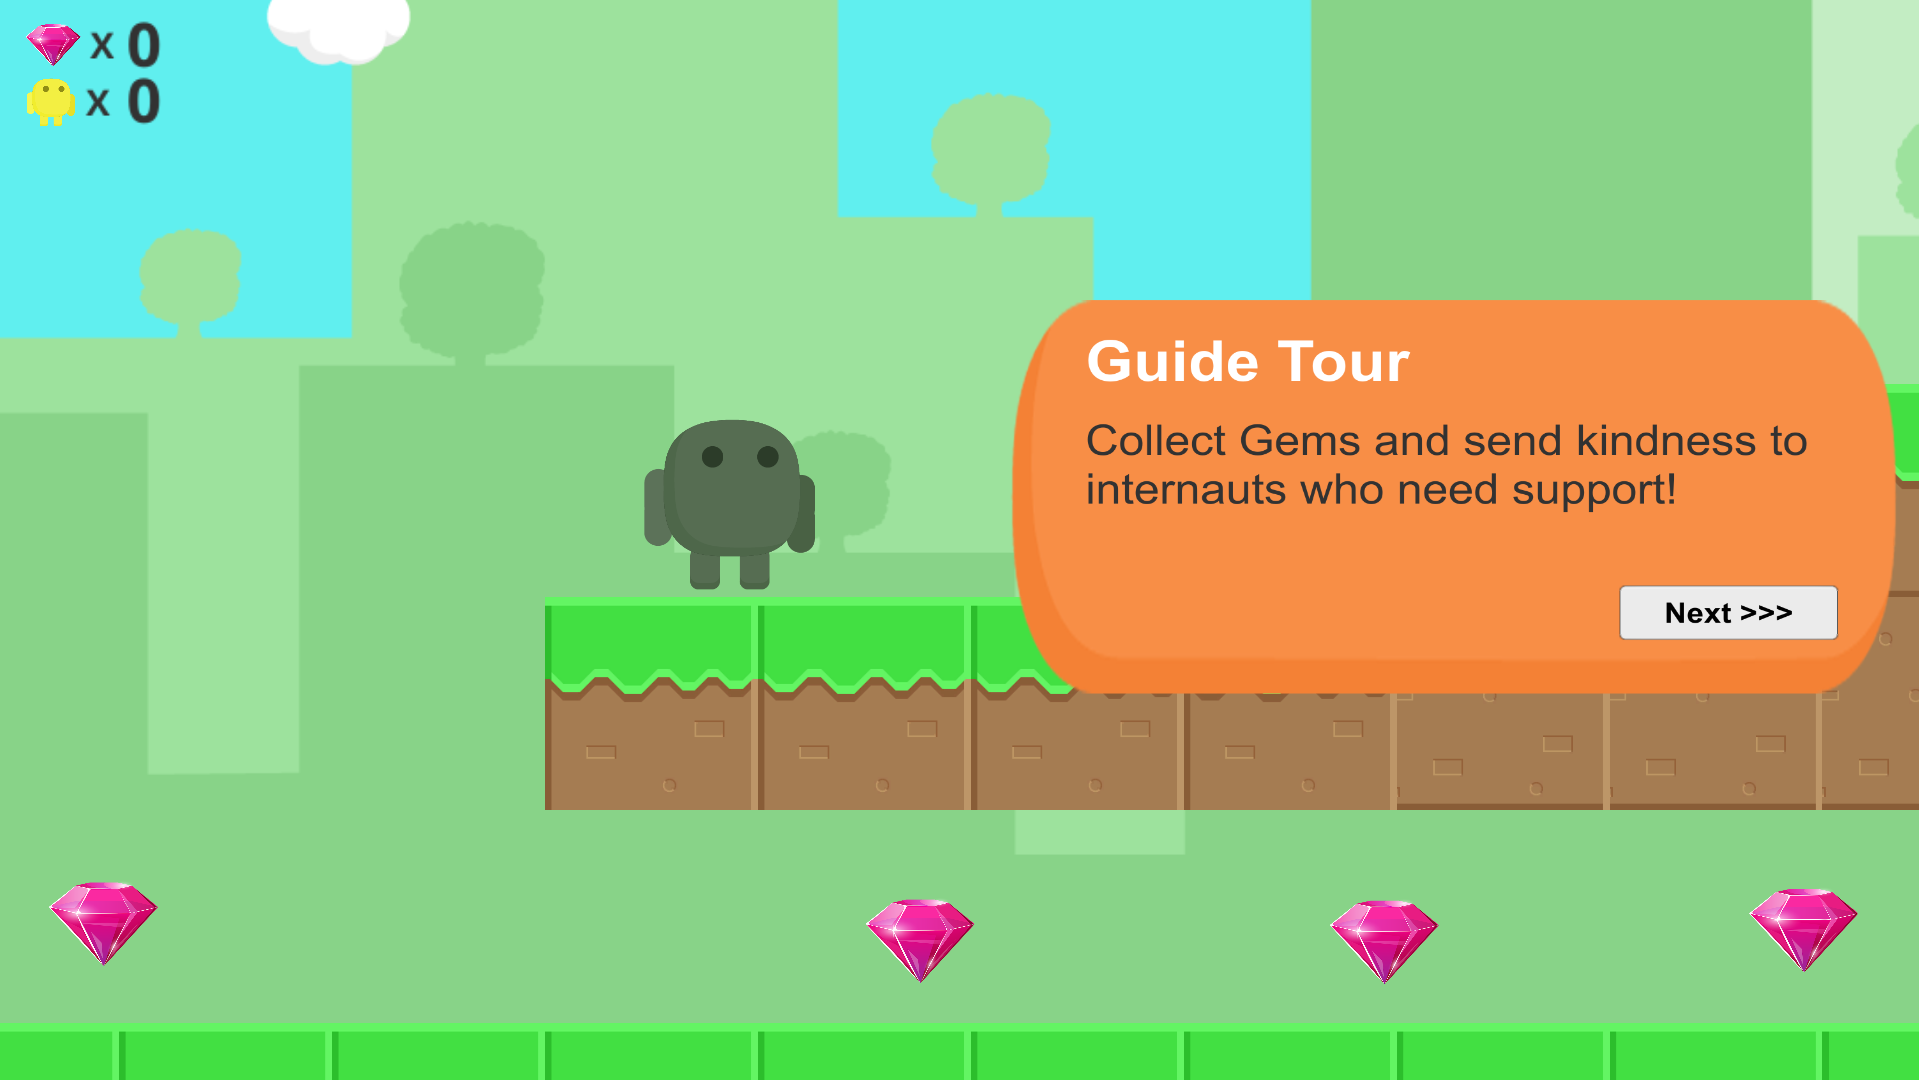 x 0
x 0
Guide Tour
Collect Gems and send kindness to
internauts who need support!
Next >>>